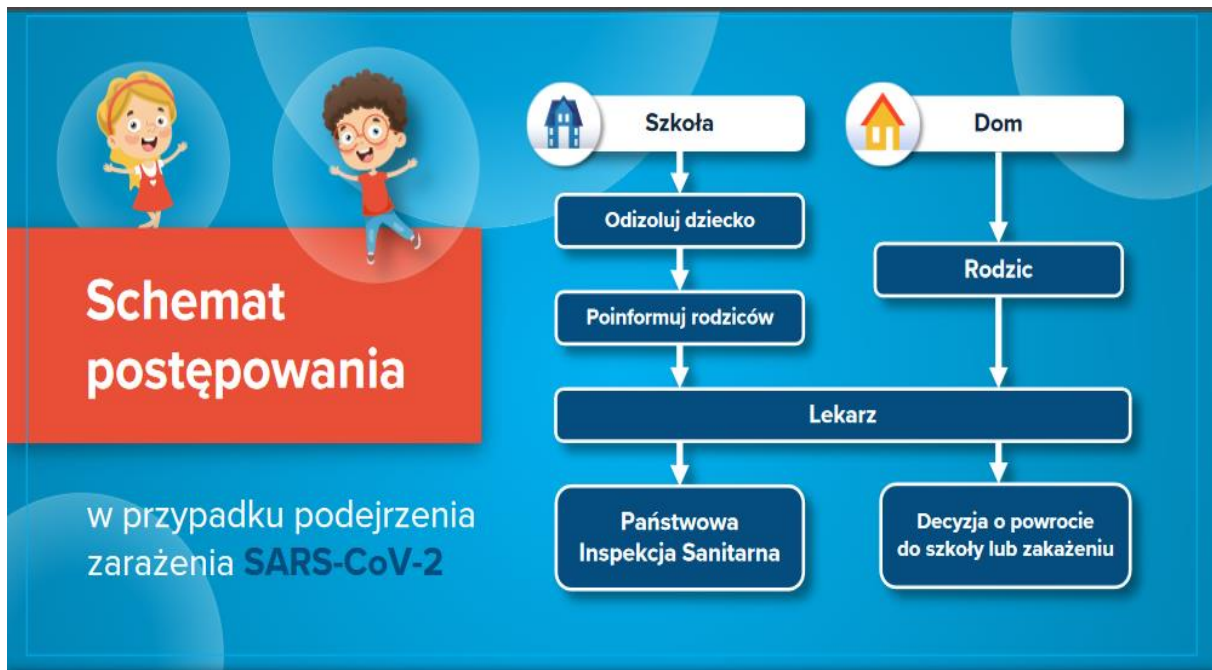 Schemat
postępowania
w przypadku podejrzenia
zarażenia SARS-CoV-2
Szkoła
Odizoluj dziecko
Poinformuj rodziców
Dom
Rodzic
Lekarz
Państwowa
Inspekcja Sanitarna
Decyzja o powrocie
do szkoły lub zakażeniu